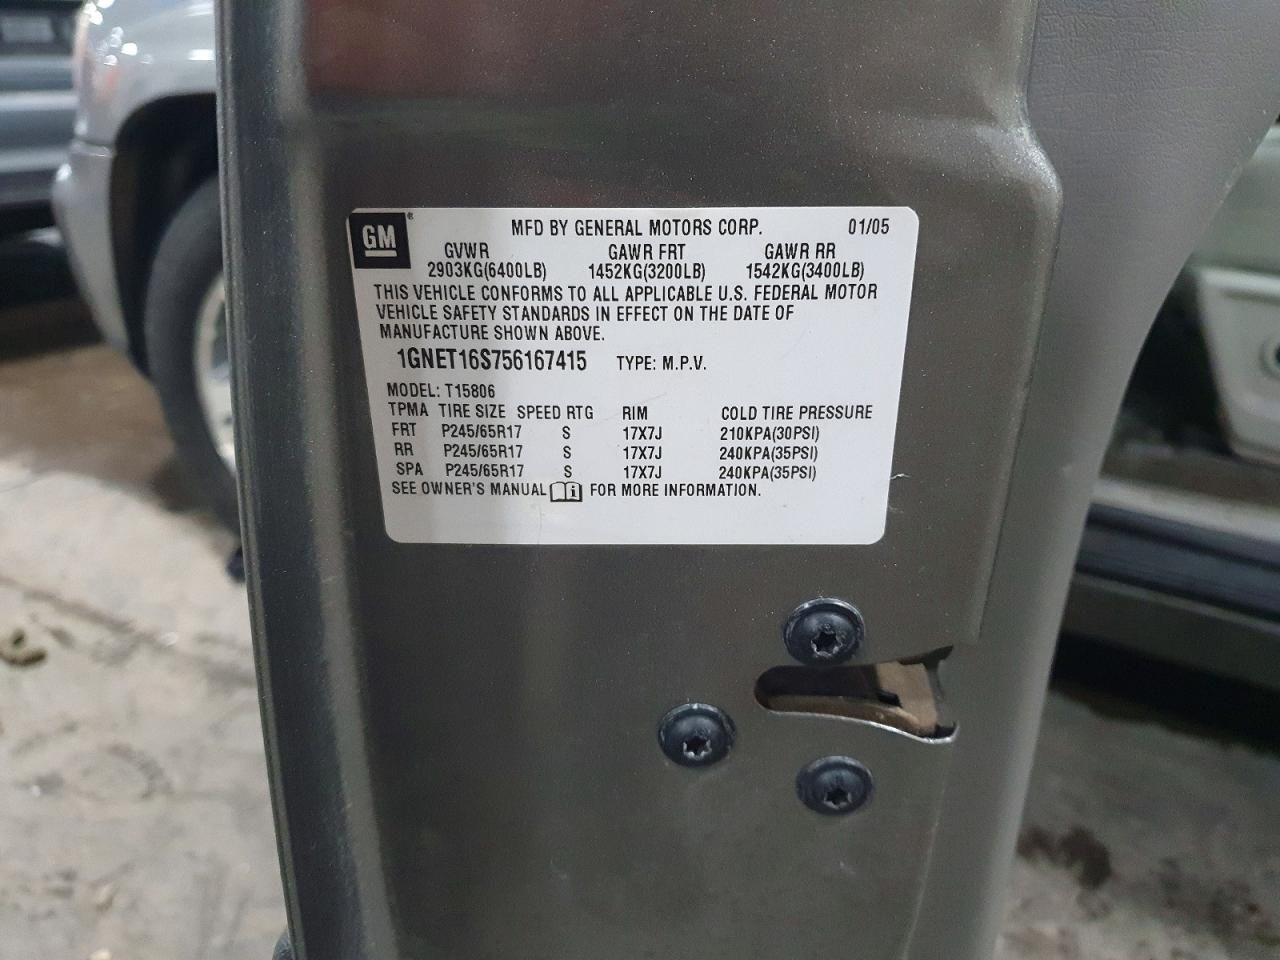 GM ® MFD BY GENERAL MOTORS CORP. 01/05
GVWR GAWR FRT GAWR RR
2903KG(6400LB) 1452KG(3200LB) 1542KG(3400LB)
THIS VEHICLE CONFORMS TO ALL APPLICABLE U.S. FEDERAL MOTOR
VEHICLE SAFETY STANDARDS IN EFFECT ON THE DATE OF
MANUFACTURE SHOWN ABOVE.
1GNET16S756167415 TYPE: M.P.V.
MODEL: T15806
TPMA TIRE SIZE SPEED RTG RIM COLD TIRE PRESSURE
FRT P245/65R17 S 17X7J 210KPA(30PSI)
RR P245/65R17 S 17X7J 240KPA(35PSI)
SPA P245/65R17 S 17X7J 240KPA(35PSI)
SEE OWNER'S MANUAL FOR MORE INFORMATION.